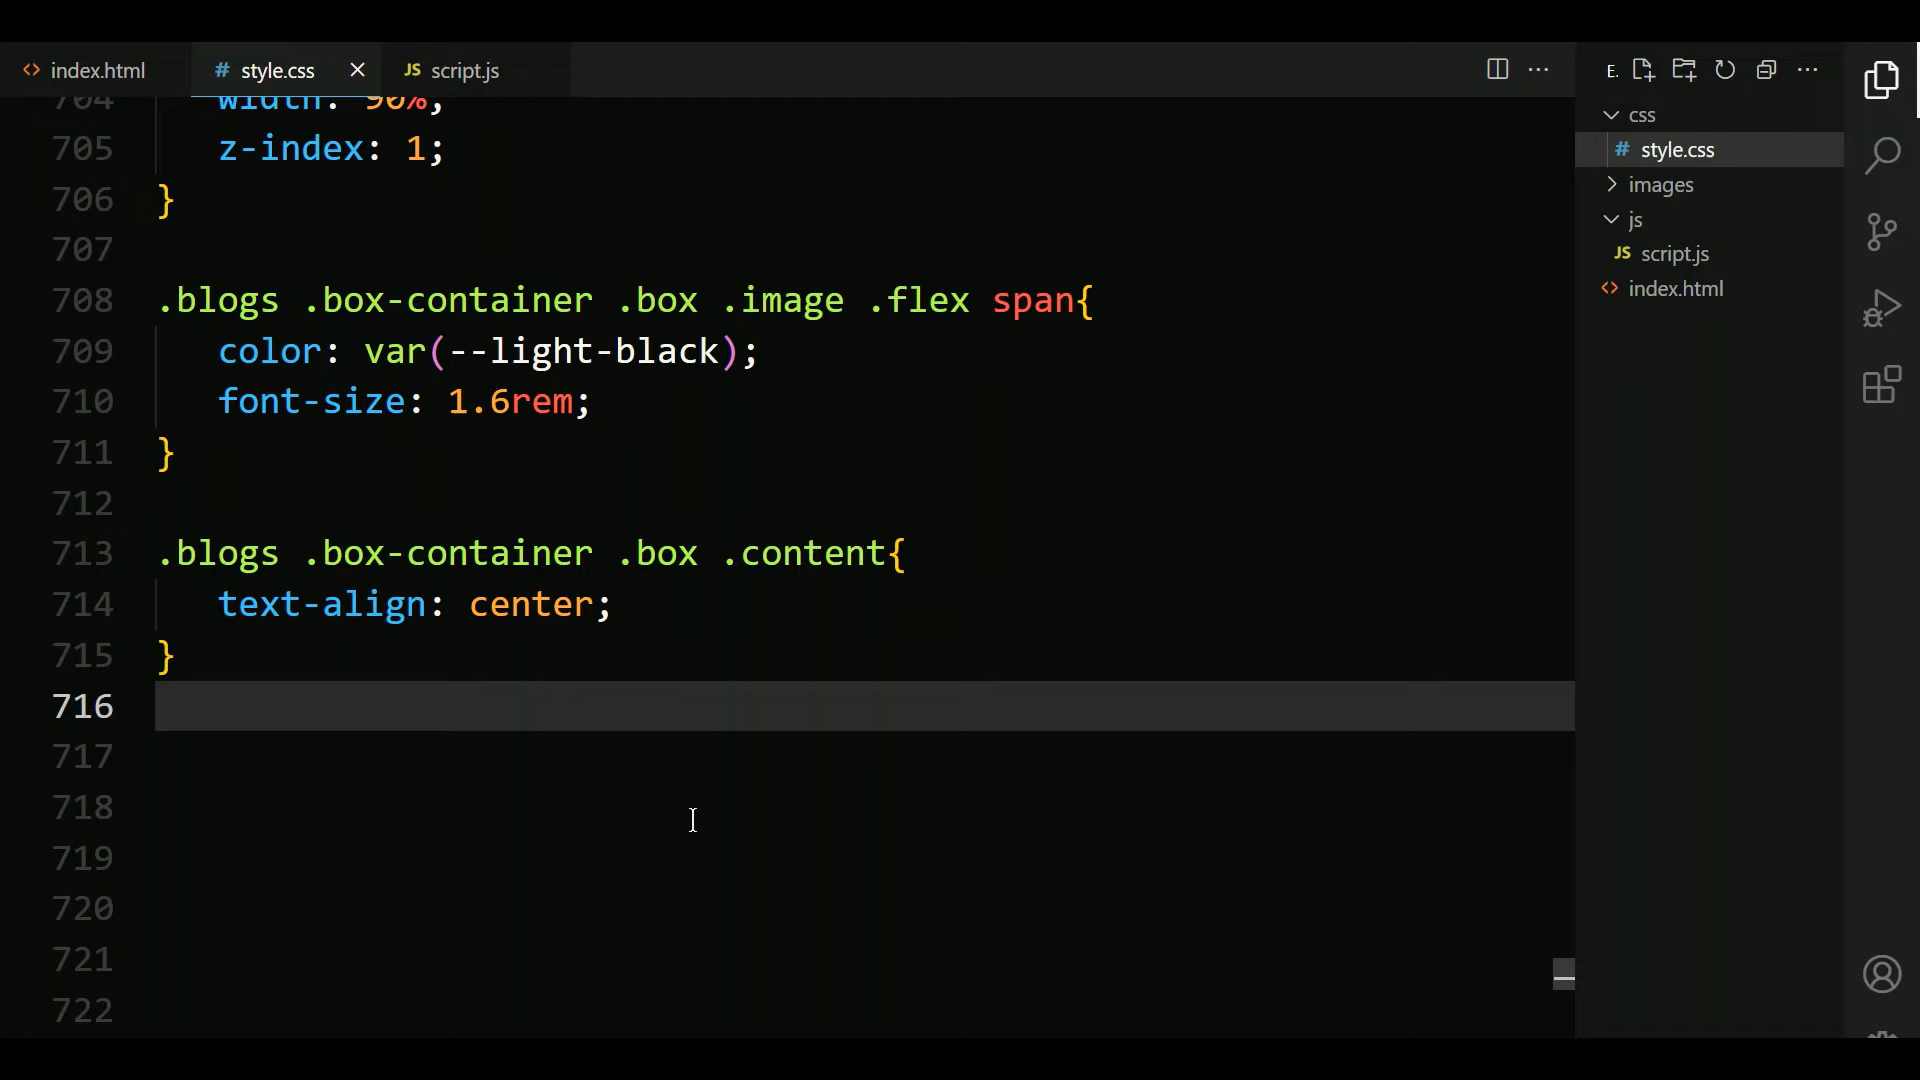 index.html
# style.css
JS script.js
E.
704 width: 90%;
705 z-index: 1;
706 }
707
708 .blogs .box-container .box .image .flex span{
709 color: var(--light-black);
710 font-size: 1.6rem;
711 }
712
713 .blogs .box-container .box .content{
714 text-align: center;
715 }
716
717
718
719
720
721
722
css
# style.css
images
js
JS script.js
index.html